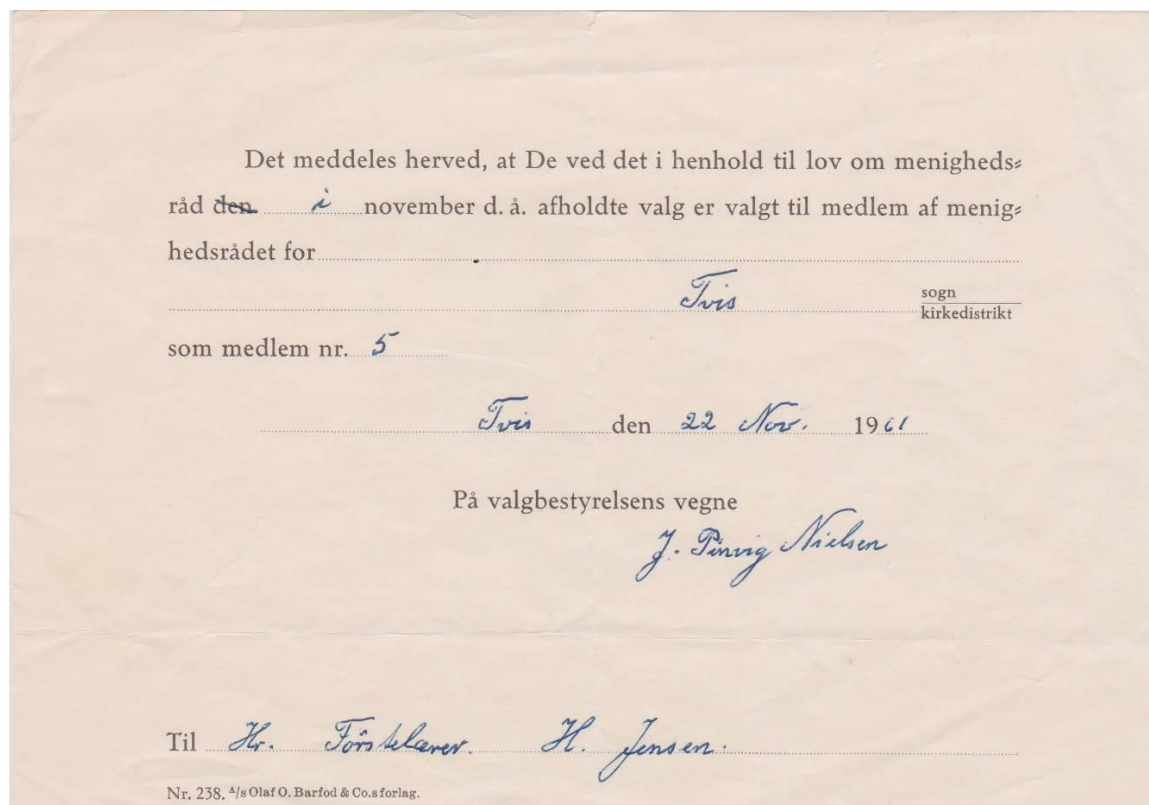 Det meddeles herved, at De ved det i henhold til lov om menigheds-
råd den i november d. å. afholdte valg er valgt til medlem af menig-
hedsrådet for
Tvis sogn
kirkedistrikt
som medlem nr. 5
Tvis den 22 Nov. 1961
På valgbestyrelsens vegne
J. Pinvig Nielsen
Til Hr. Förstelærer. H. Jensen.
Nr. 238. A/s Olaf O. Barfod & Co.s forlag.